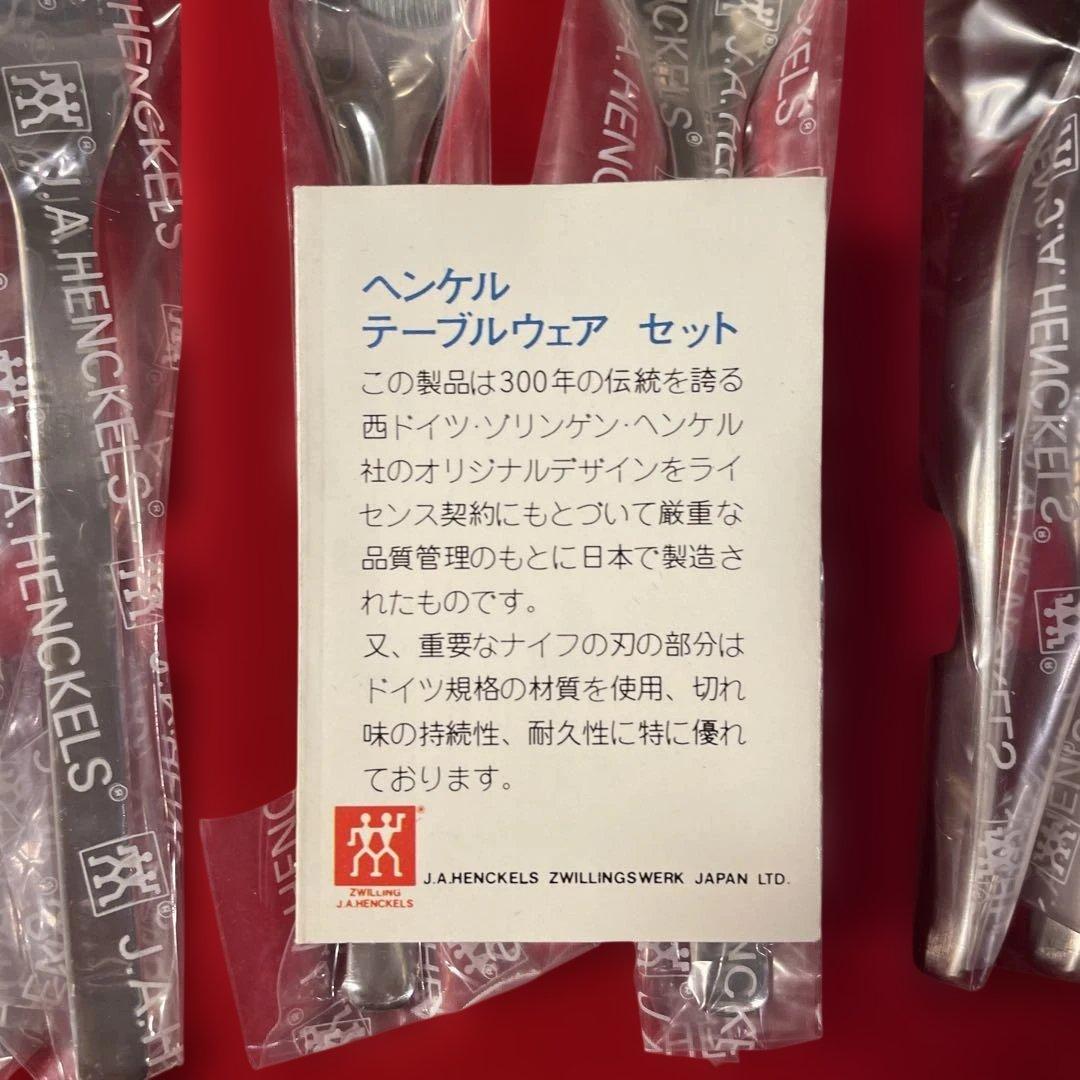 ヘンケル
テーブルウェア セット
この製品は300年の伝統を誇る
西ドイツ・ゾリンゲン・ヘンケル
社のオリジナルデザインをライ
センス契約にもとづいて厳重な
品質管理のもとに日本で製造さ
れたものです。
又、重要なナイフの刃の部分は
ドイツ規格の材質を使用、切れ
味の持続性、耐久性に特に優れ
ております。
ZWILLING
J.A.HENCKELS
J.A.HENCKELS ZWILLINGSWERK JAPAN LTD.
J.A.HENCKELS®
J.A.HENCKELS®
J.A.HENCKELS®